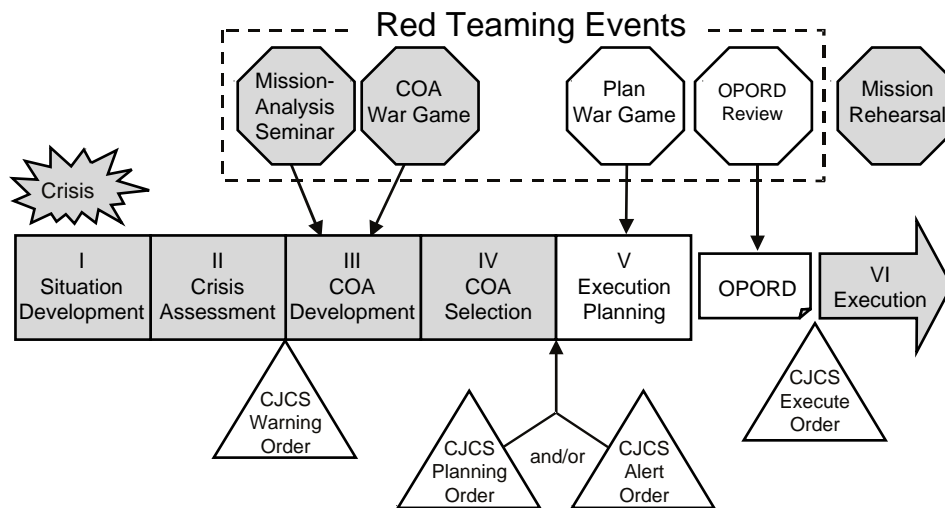 Red Teaming Events
Mission-
Analysis
Seminar
COA
War Game
Plan
War Game
OPORD
Review
Mission
Rehearsal
Crisis
I
Situation
Development
II
Crisis
Assessment
III
COA
Development
IV
COA
Selection
V
Execution
Planning
OPORD
VI
Execution
CJCS
Warning
Order
CJCS
Planning
Order
and/or
CJCS
Alert
Order
CJCS
Execute
Order